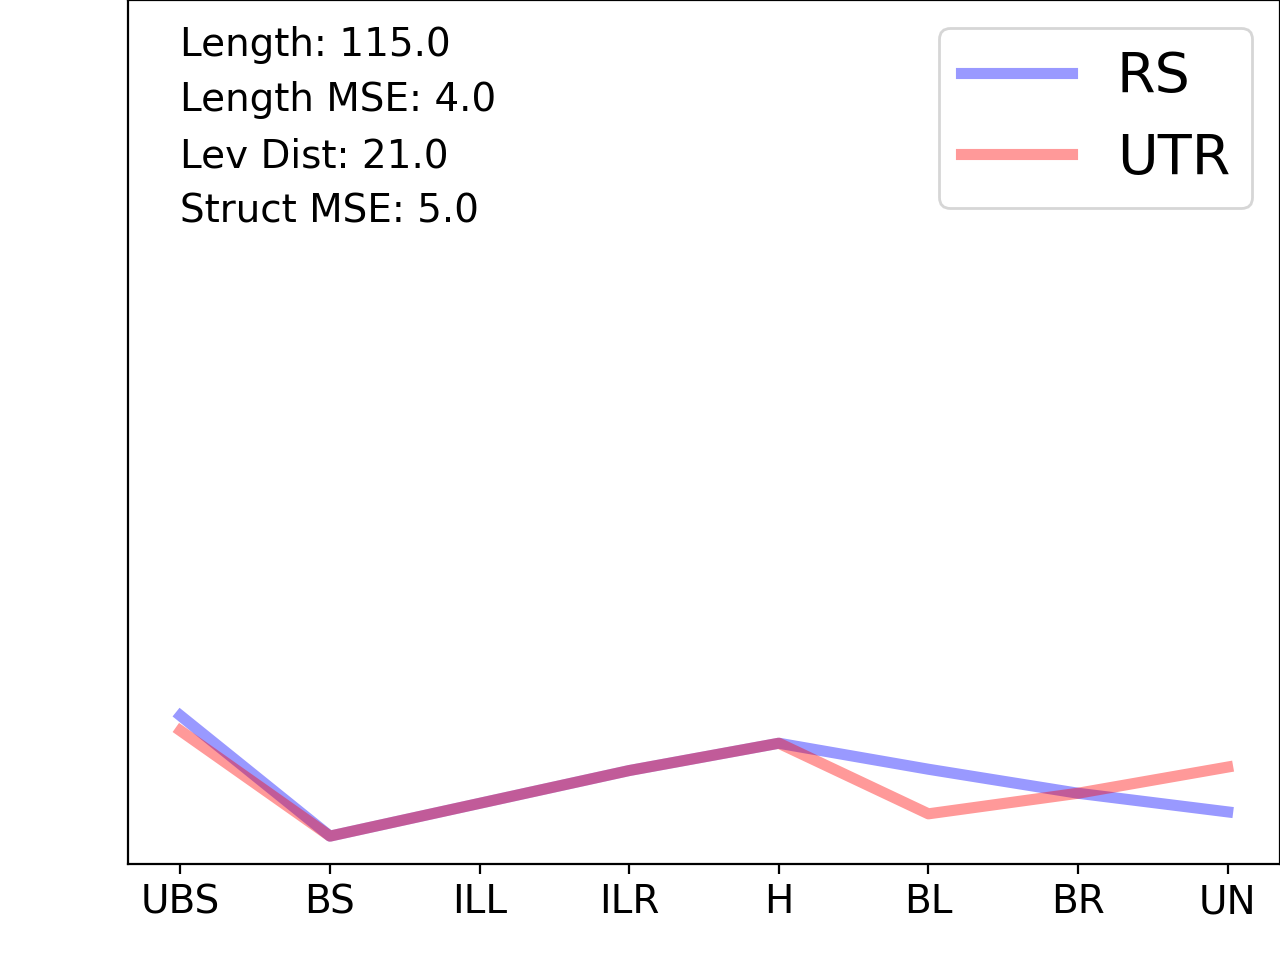 Length: 115.0
Length MSE: 4.0
Lev Dist: 21.0
Struct MSE: 5.0
RS
UTR
UBS BS ILL ILR H BL BR UN